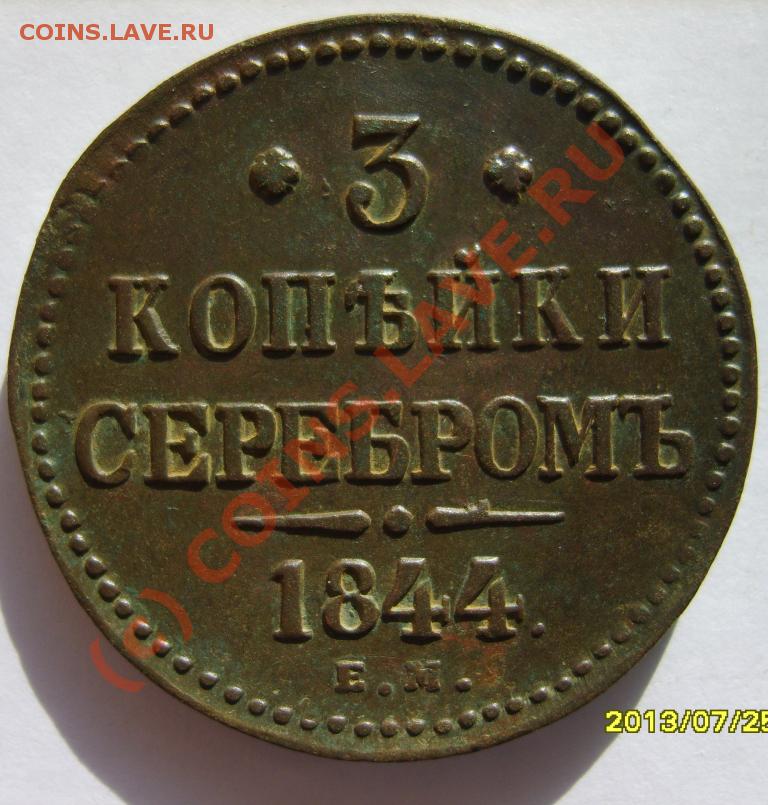 COINS.LAVE.RU
3
КОПѢЙКИ
СЕРЕБРОМЪ
1844.
Е.М.
(c) COINS.LAVE.RU
2013/07/25